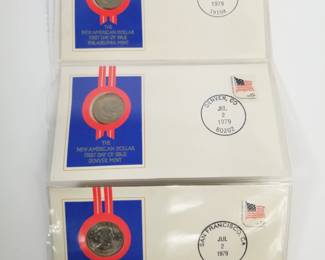 1979
19104
THE
NEW AMERICAN DOLLAR
FIRST DAY OF ISSUE
PHILADELPHIA MINT
DENVER, CO
JUL
2
1979
80202
THE
NEW AMERICAN DOLLAR
FIRST DAY OF ISSUE
DENVER MINT
SAN FRANCISCO, CA
JUL
2
1979